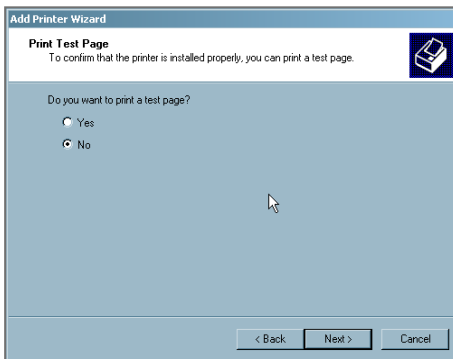 Add Printer Wizard
Print Test Page
To confirm that the printer is installed properly, you can print a test page.
Do you want to print a test page?
Yes
No
< Back Next > Cancel